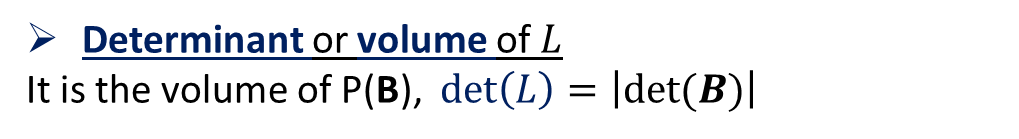 ➢ Determinant or volume of L
It is the volume of P(B), det(L) = |det(B)|